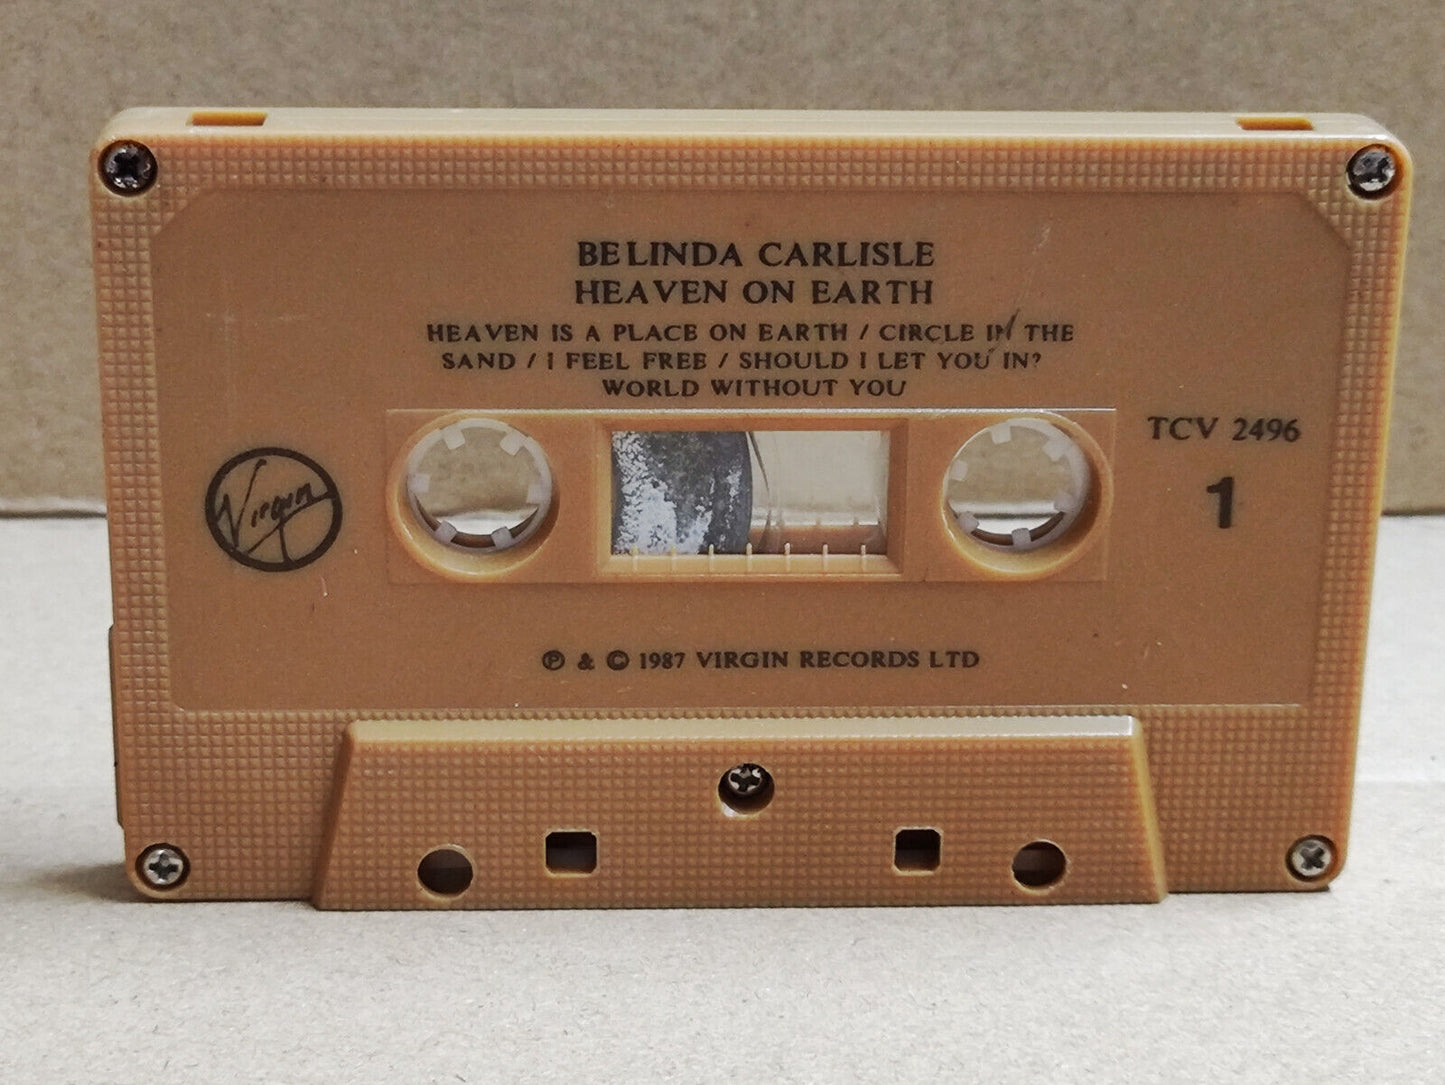 BELINDA CARLISLE
HEAVEN ON EARTH
HEAVEN IS A PLACE ON EARTH / CIRCLE IN THE
SAND / I FEEL FREE / SHOULD I LET YOU IN?
WORLD WITHOUT YOU
TCV 2496
1
Virgin
℗ & © 1987 VIRGIN RECORDS LTD